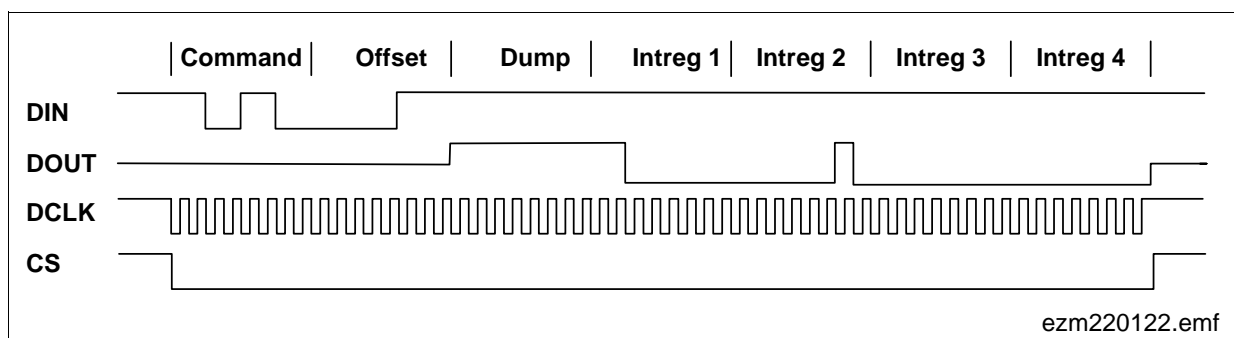 Command Offset Dump Intreg 1 Intreg 2 Intreg 3 Intreg 4
DIN
DOUT
DCLK
CS
ezm220122.emf